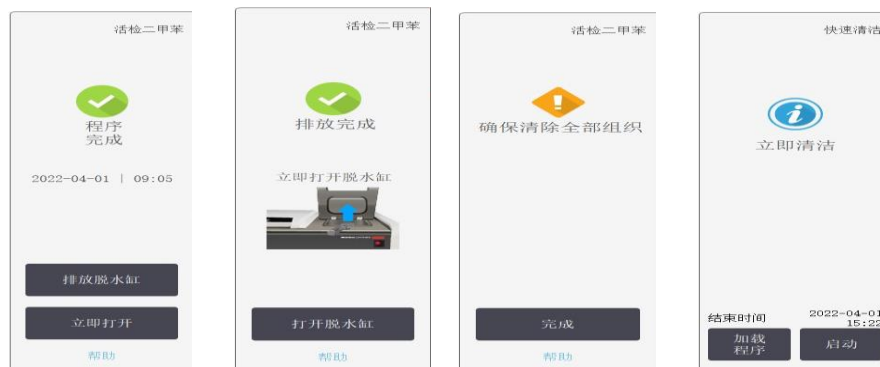 活检二甲苯
程序
完成
2022-04-01 | 09:05
排放脱水缸
立即打开
帮助
活检二甲苯
排放完成
立即打开脱水缸
打开脱水缸
帮助
活检二甲苯
确保清除全部组织
完成
帮助
快速清洁
立即清洁
结束时间 2022-04-01
15:22
加载
程序
启动